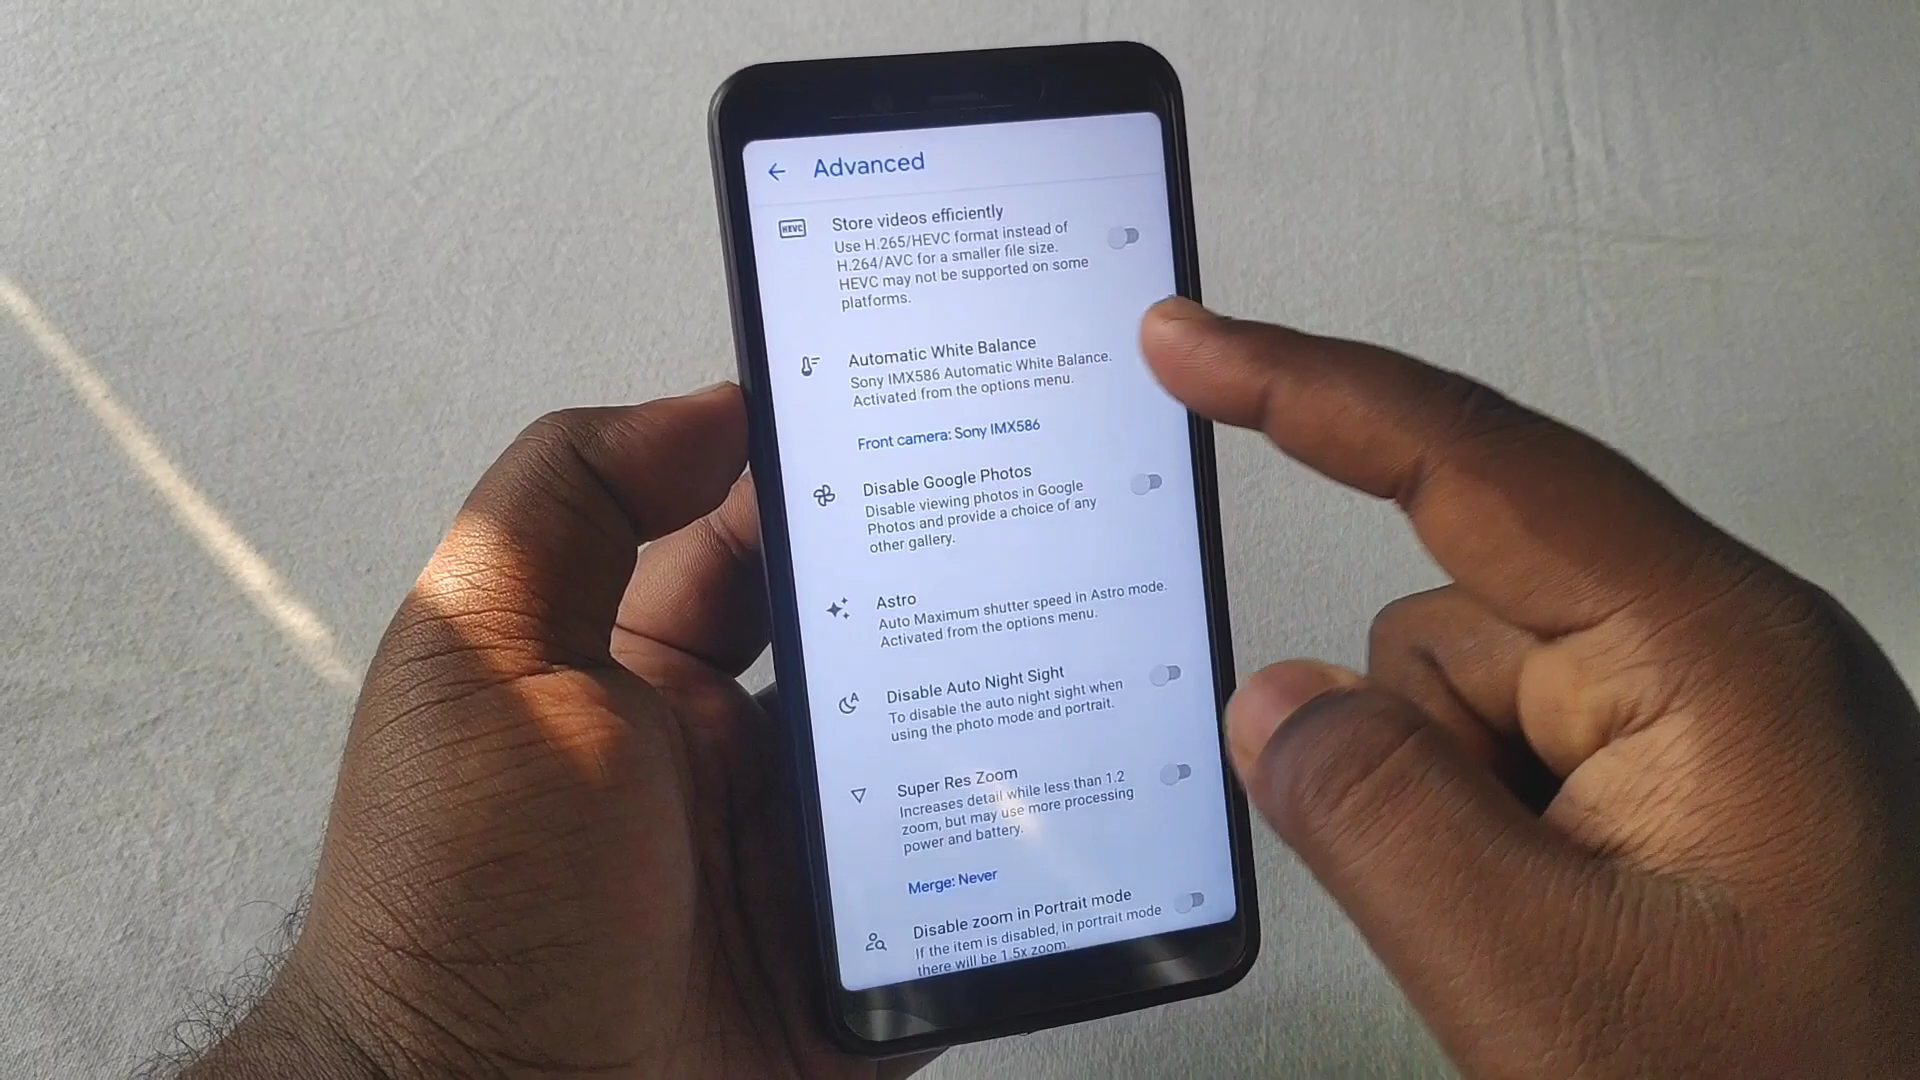 Advanced
HEVC
Store videos efficiently
Use H.265/HEVC format instead of
H.264/AVC for a smaller file size.
HEVC may not be supported on some
platforms.
Automatic White Balance
Sony IMX586 Automatic White Balance.
Activated from the options menu.
Front camera: Sony IMX586
Disable Google Photos
Disable viewing photos in Google
Photos and provide a choice of any
other gallery.
Astro
Auto Maximum shutter speed in Astro mode.
Activated from the options menu.
A
Disable Auto Night Sight
To disable the auto night sight when
using the photo mode and portrait.
Super Res Zoom
Increases detail while less than 1.2
zoom, but may use more processing
power and battery.
Merge: Never
Disable zoom in Portrait mode
If the item is disabled, in portrait mode
there will be 1.5x zoom.